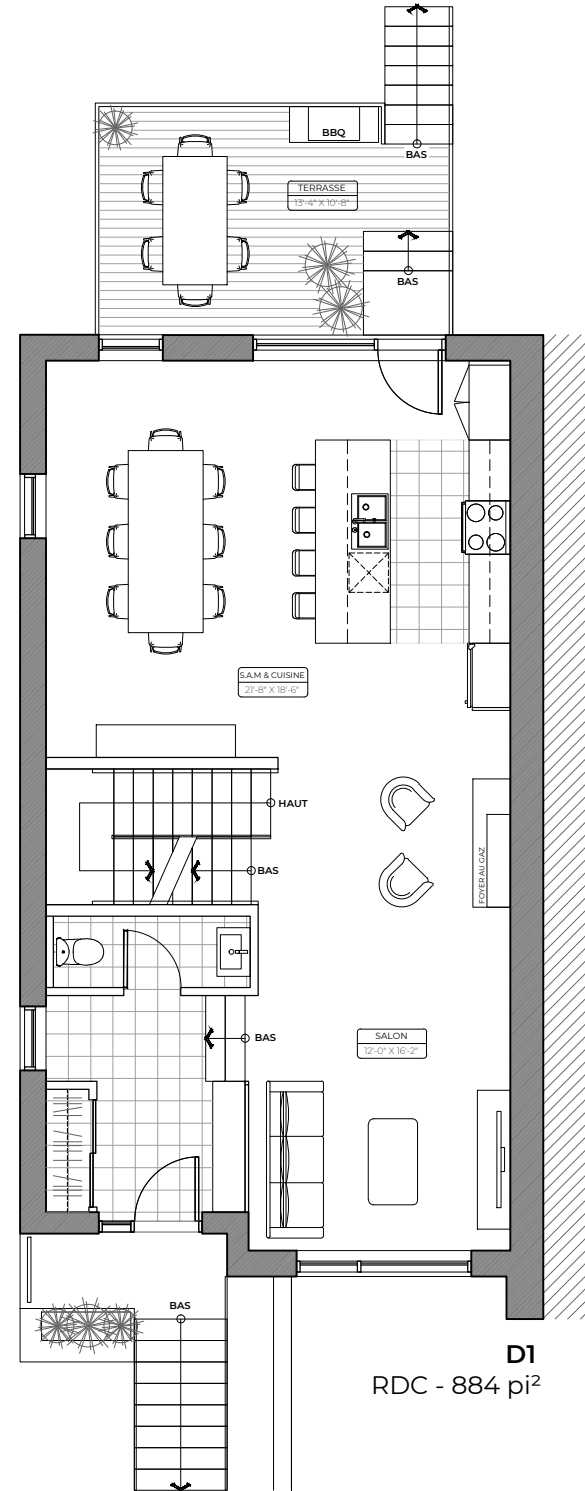 BBQ
BAS
TERRASSE
13'-4" X 10'-8"
BAS
S.A.M & CUISINE
21'-8" X 18'-6"
HAUT
BAS
FOYER AU GAZ
BAS
SALON
12'-0" X 16'-2"
BAS
D1
RDC - 884 pi²